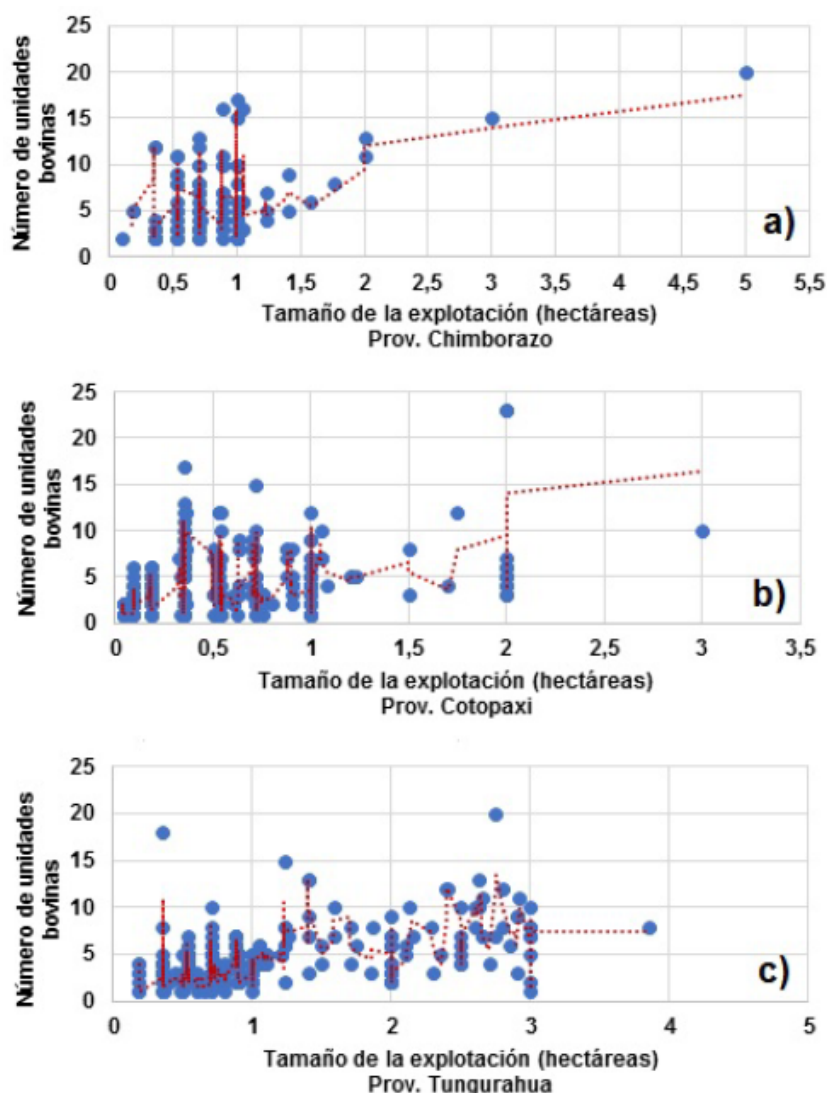 25
20
15
10
5
0
Número de unidades
bovinas
0 0,5 1 1,5 2 2,5 3 3,5 4 4,5 5 5,5
a)
Tamaño de la explotación (hectáreas)
Prov. Chimborazo
25
20
15
10
5
0
Número de unidades
bovinas
0 0,5 1 1,5 2 2,5 3 3,5
b)
Tamaño de la explotación (hectáreas)
Prov. Cotopaxi
25
20
15
10
5
0
Número de unidades
bovinas
0 1 2 3 4 5
c)
Tamaño de la explotación (hectáreas)
Prov. Tungurahua